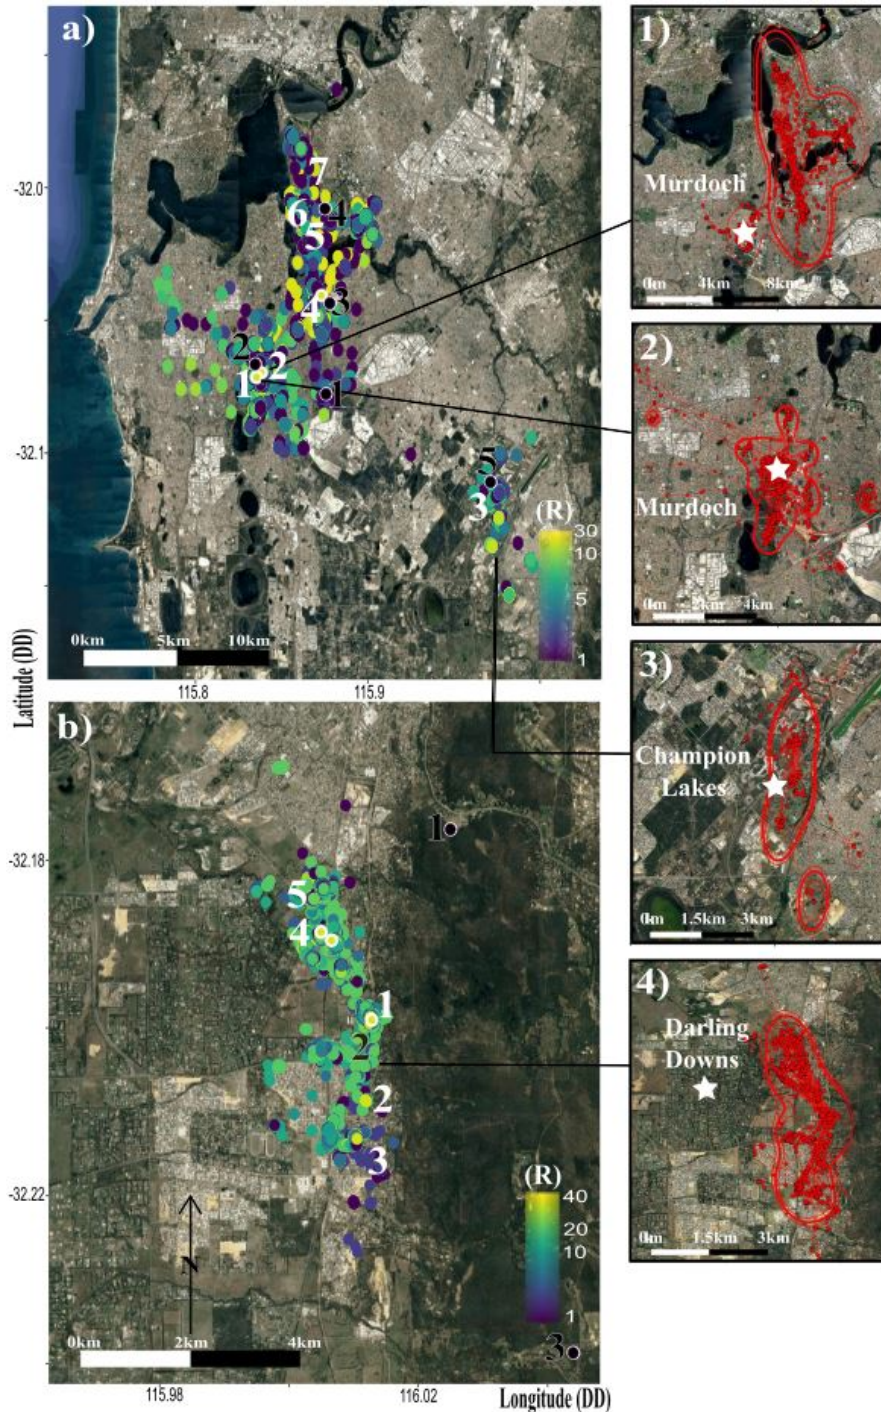 a)
7
4
6
5
3
4
2
2
1
1
5
3
(R)
30
10
5
1
0km 5km 10km
-32.0
-32.1
115.8 115.9
Latitude (DD)
b)
1
5
4
1
2
2
3
3
(R)
40
20
10
1
N
0km 2km 4km
-32.18
-32.22
115.98 116.02
Longitude (DD)
1)
Murdoch
0m 4km 8km
2)
Murdoch
0m 2km 4km
3)
Champion
Lakes
0m 1.5km 3km
4)
Darling
Downs
0m 1.5km 3km